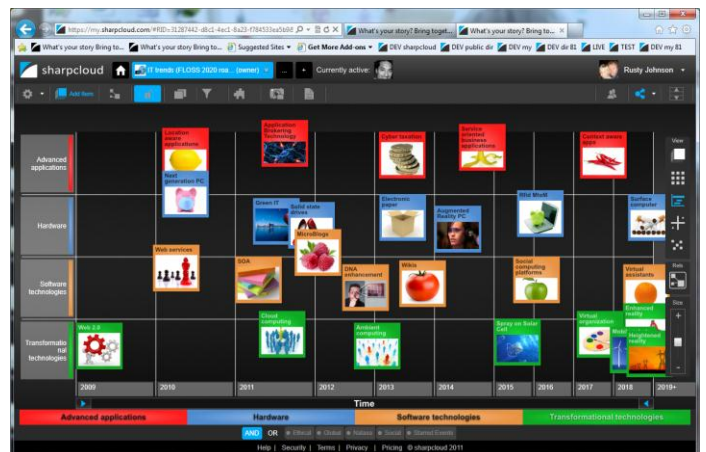 https://my.sharpcloud.com/#RID=31287442-d8c1-4ec1-8a23-f784533ea5b9
What's your story? Bring toget...
What's your story? Bring to...
What's your story Bring to...
What's your story Bring to...
Suggested Sites
Get More Add-ons
DEV sharpcloud
DEV public dir
DEV my
DEV dir 81
LIVE
TEST
DEV my 81
sharpcloud
IT trends (FLOSS 2020 roa... (owner)
...
+
Currently active:
Rusty Johnson
Add Item
View
Advanced applications
Location aware applications
Application Brokering Technology
Cyber taxation
Service oriented business applications
Context aware apps
Hardware
Next generation PC
Green IT
Solid state drives
Electronic paper
Augmented Reality PC
RFId WheM
Surface computer
Software technologies
Web services
SOA
MicroBlogs
DNA enhancement
Wikis
Social computing platforms
Virtual assistants
Rels
Size
Transformatio
nal
technologies
Web 2.0
Cloud computing
Ambient computing
Spray on Solar Cell
Virtual organization
Enhanced reality
Heightened reality
2009
2010
2011
2012
2013
2014
2015
2016
2017
2018
2019+
Time
Advanced applications
Hardware
Software technologies
Transformational technologies
AND
OR
Ethical
Global
Social
Starred Events
Help | Security | Terms | Privacy | Pricing © sharpcloud 2011